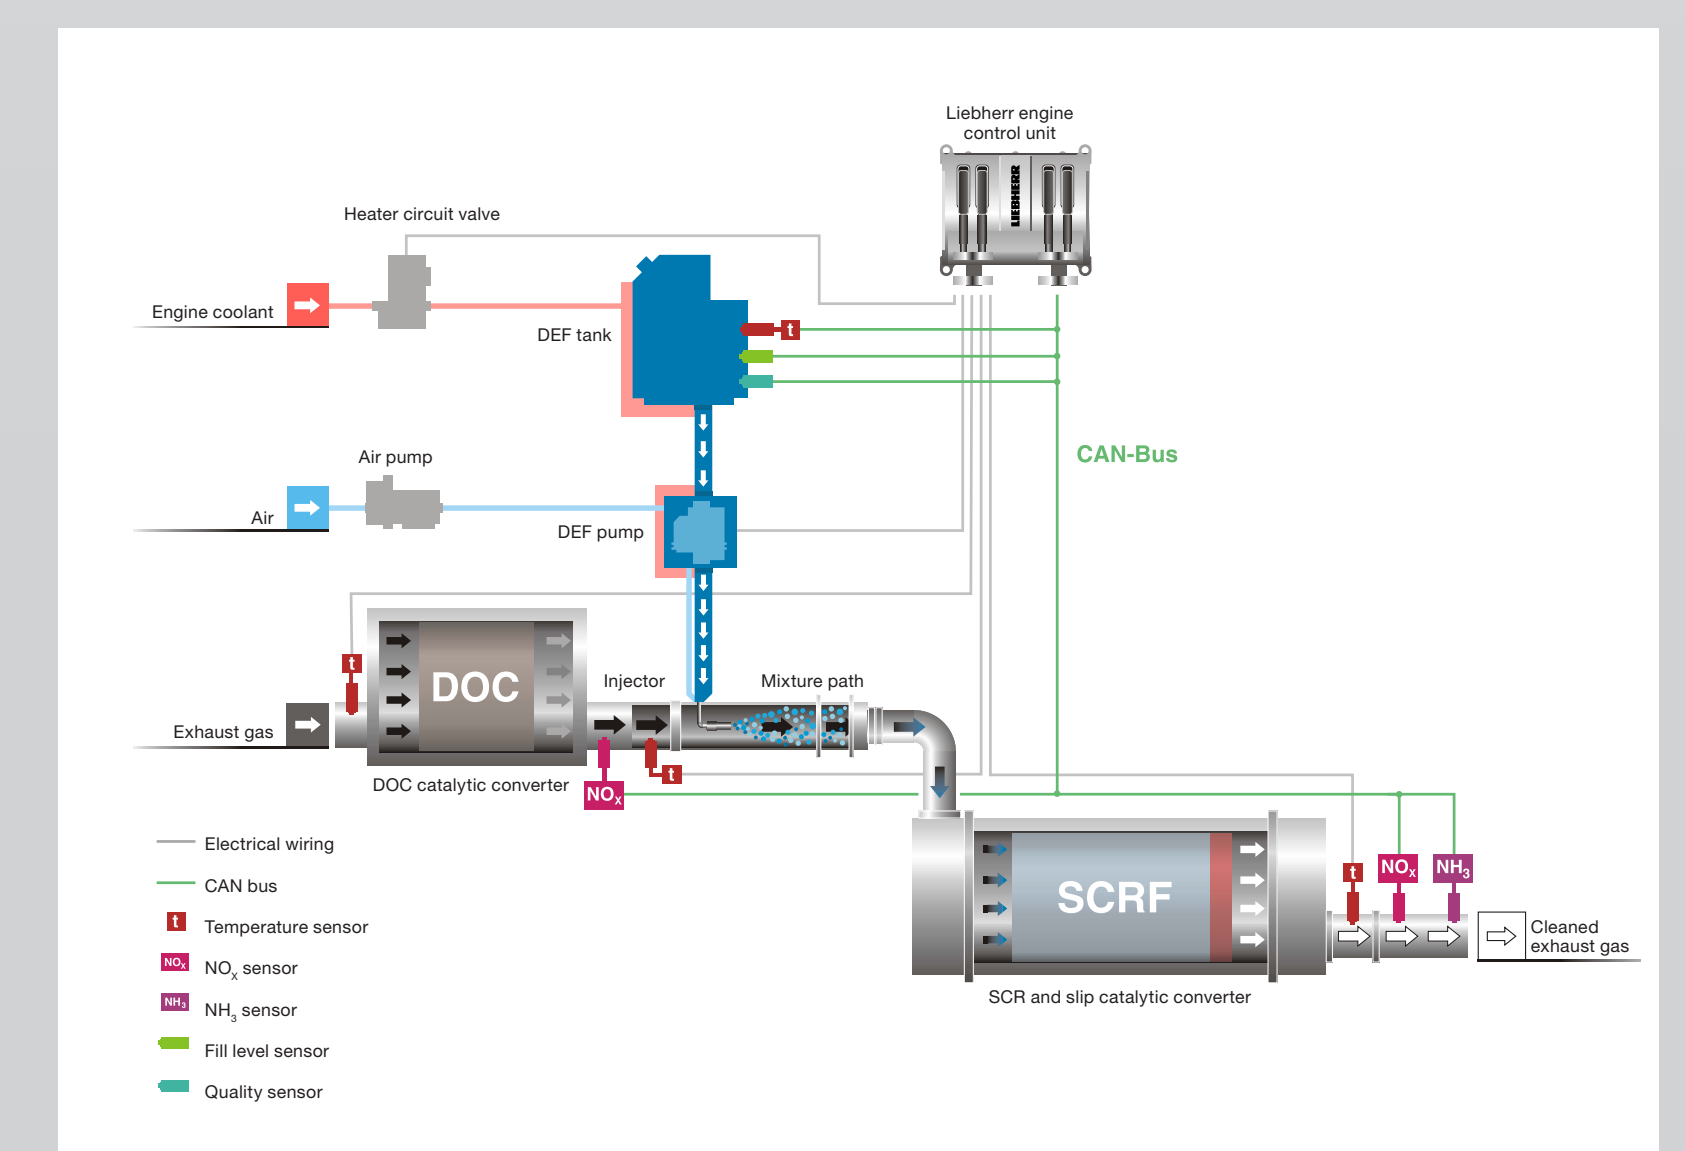 Liebherr engine
control unit
LIEBHERR
Heater circuit valve
Engine coolant
DEF tank
t
CAN-Bus
Air pump
Air
DEF pump
t
DOC
Injector
Mixture path
Exhaust gas
DOC catalytic converter
NOx
t
Electrical wiring
CAN bus
t Temperature sensor
NOx NOx sensor
NH3 NH3 sensor
Fill level sensor
Quality sensor
SCRF
t
NOx
NH3
Cleaned
exhaust gas
SCR and slip catalytic converter